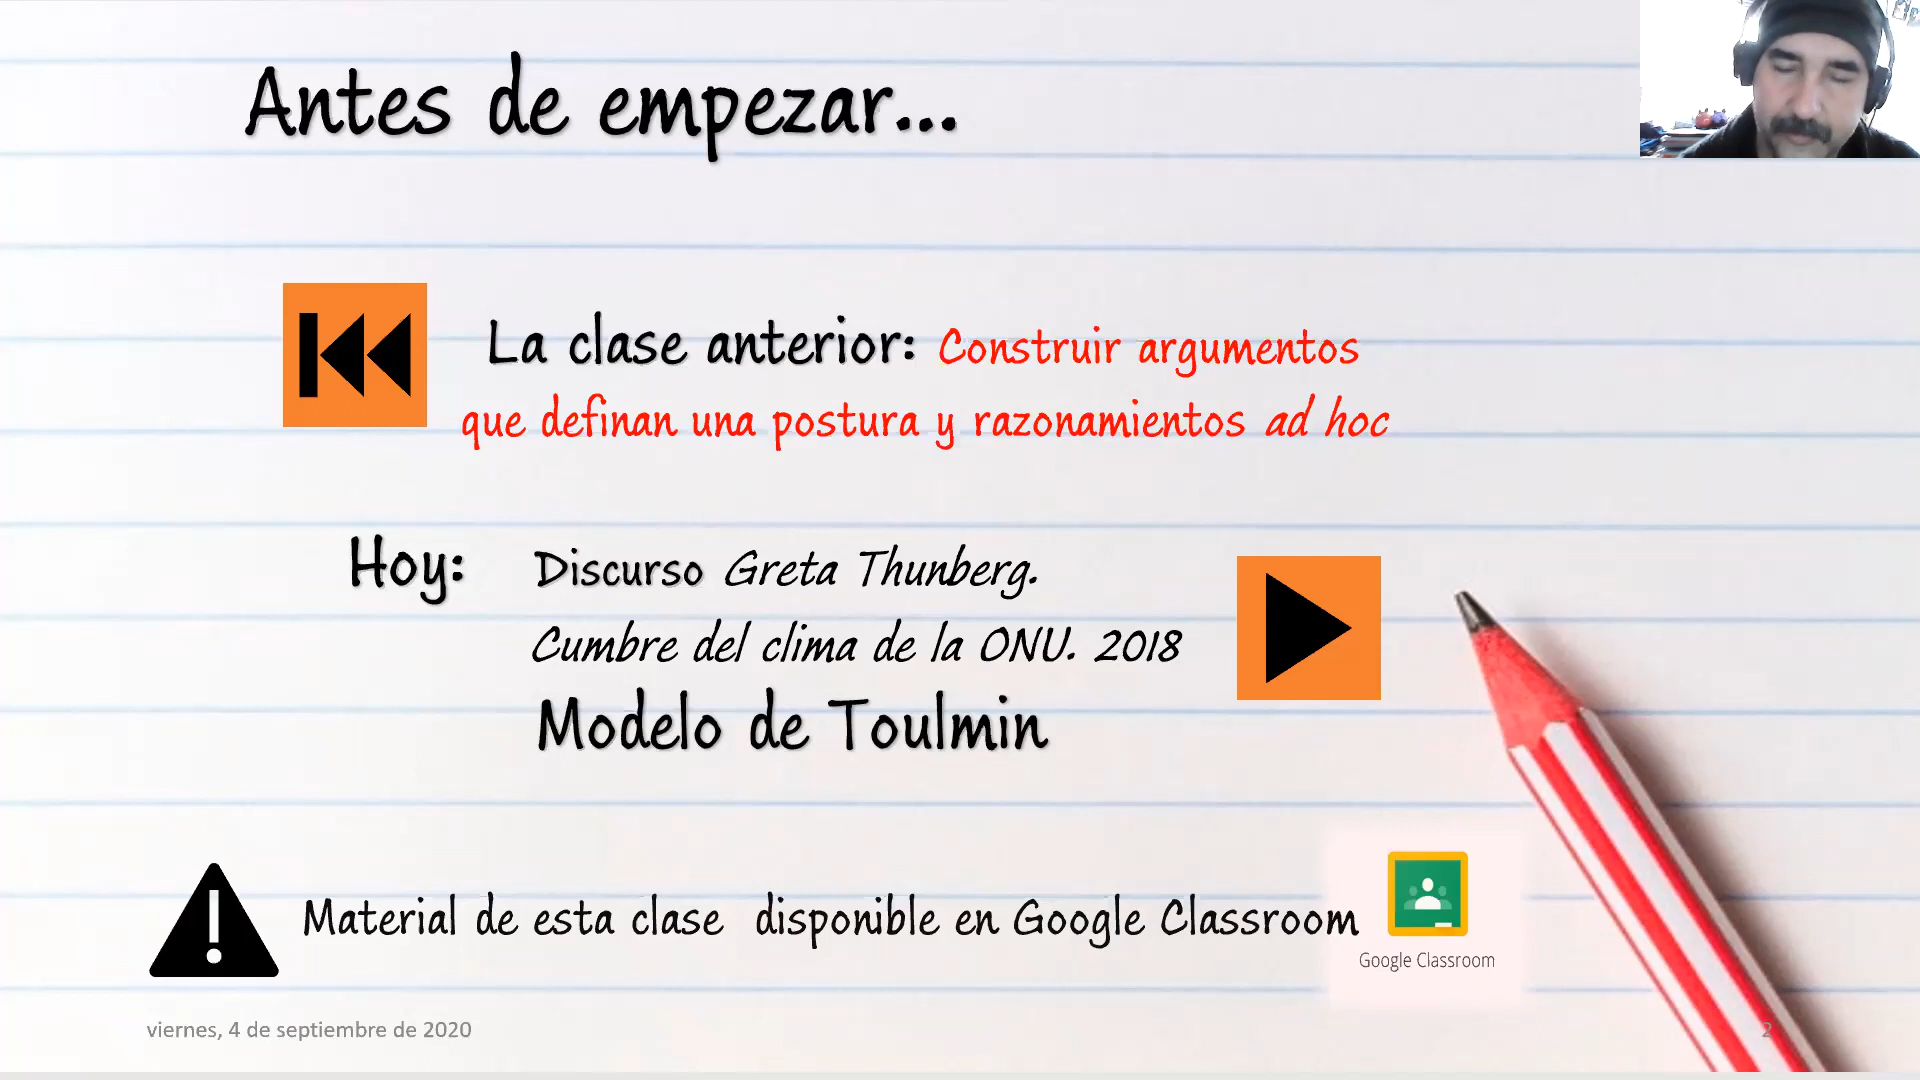 Antes de empezar...
La clase anterior: Construir argumentos
que definan una postura y razonamientos ad hoc
Hoy: Discurso Greta Thunberg.
Cumbre del clima de la ONU. 2018
Modelo de Toulmin
Material de esta clase disponible en Google Classroom
Google Classroom
viernes, 4 de septiembre de 2020
2